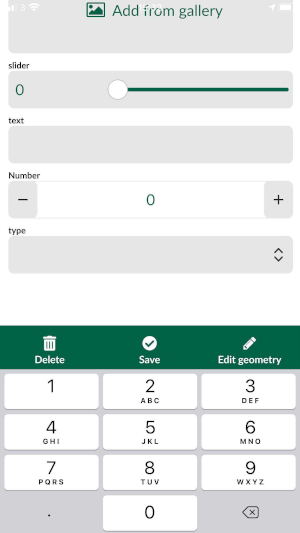 Add from gallery
slider
0
text
Number
− 0 +
type
Delete Save Edit geometry
1 2 3
ABC DEF
4 5 6
GHI JKL MNO
7 8 9
PQRS TUV WXYZ
. 0